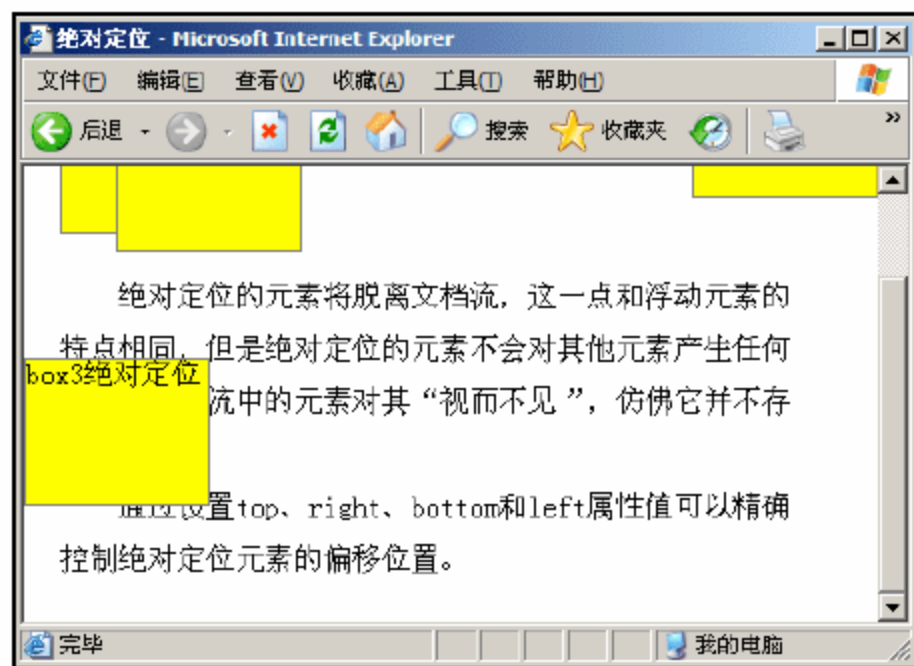 绝对定位 - Microsoft Internet Explorer
文件(F) 编辑(E) 查看(V) 收藏(A) 工具(T) 帮助(H)
后退 搜索 收藏夹 »
绝对定位的元素将脱离文档流，这一点和浮动元素的
特点相同，但是绝对定位的元素不会对其他元素产生任何
box3绝对定位
流中的元素对其“视而不见”，仿佛它并不存
通过设置top、right、bottom和left属性值可以精确
控制绝对定位元素的偏移位置。
完毕 我的电脑